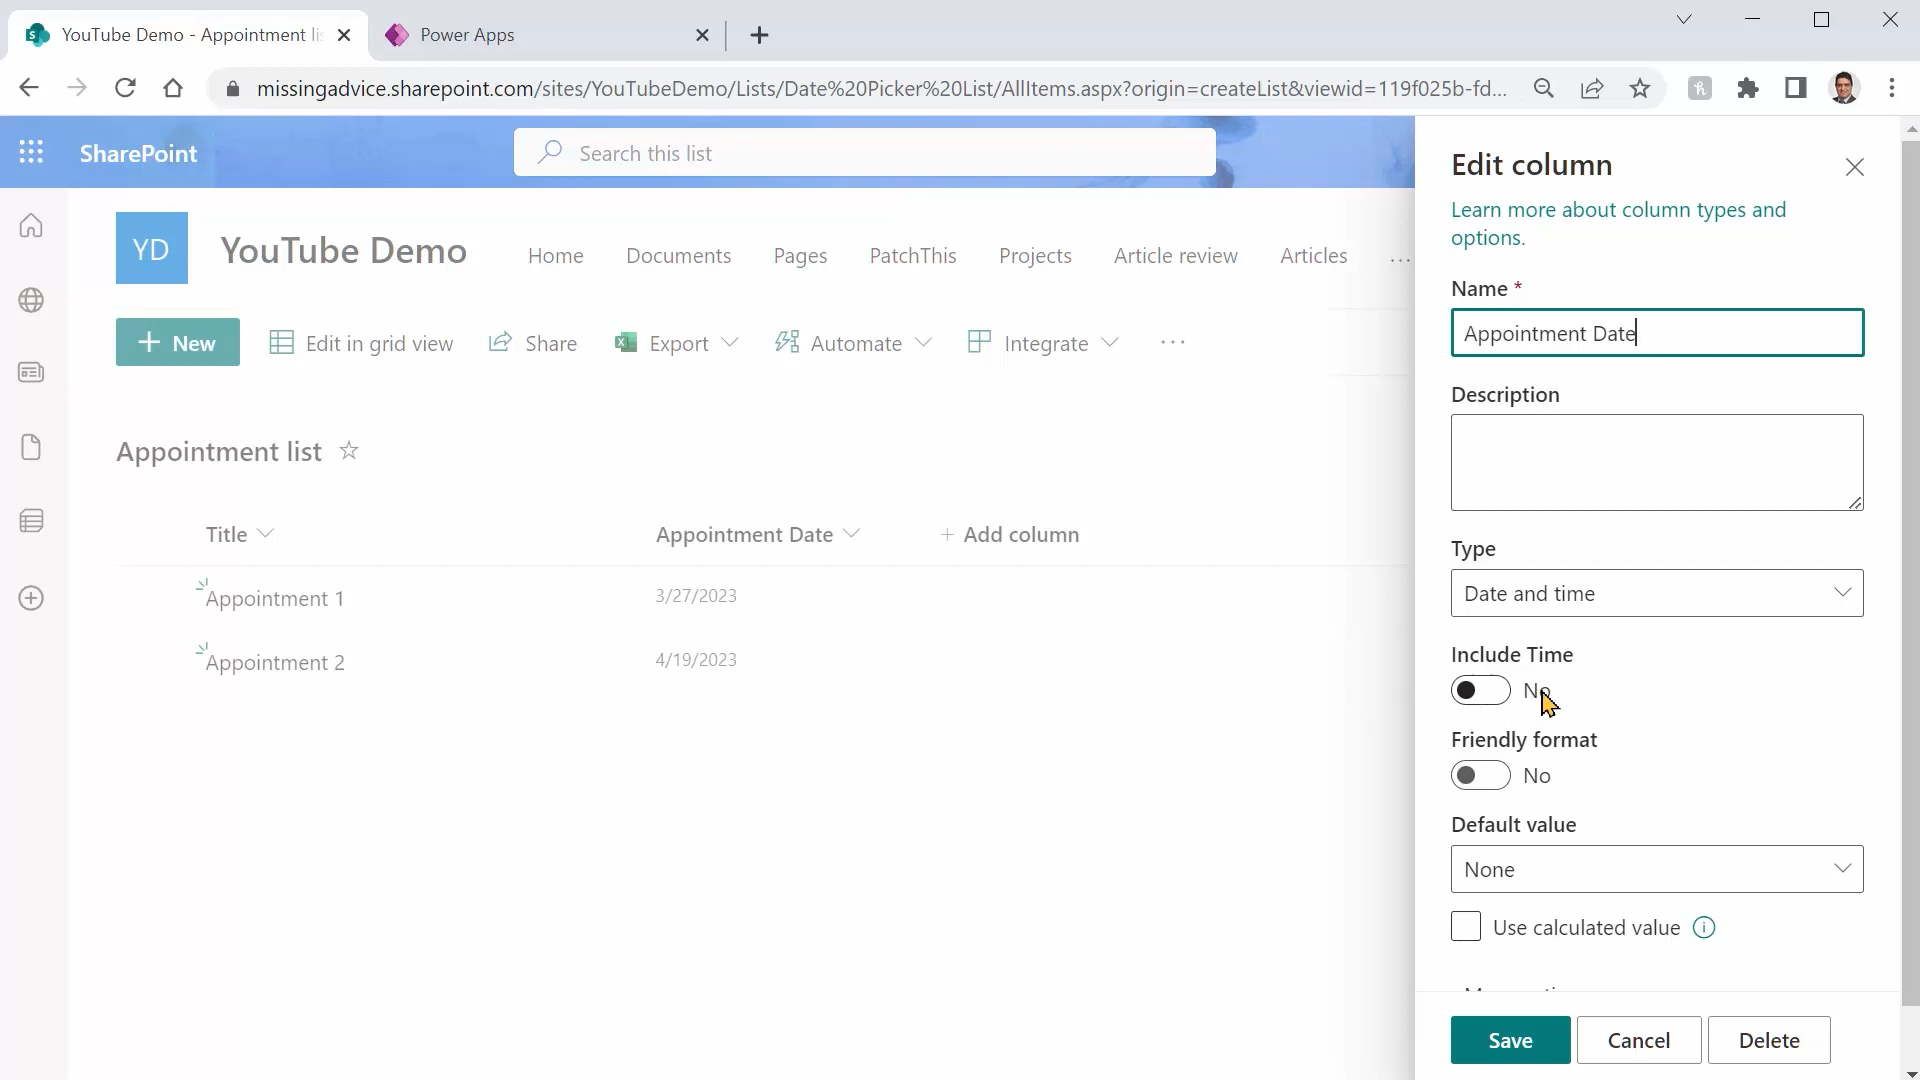 YouTube Demo - Appointment lis
Power Apps
missingadvice.sharepoint.com/sites/YouTubeDemo/Lists/Date%20Picker%20List/AllItems.aspx?origin=createList&viewid=119f025b-fd...
SharePoint
Search this list
YD
YouTube Demo
Home
Documents
Pages
PatchThis
Projects
Article review
Articles
...
New
Edit in grid view
Share
Export
Automate
Integrate
...
Appointment list
Title
Appointment Date
+ Add column
Appointment 1
3/27/2023
Appointment 2
4/19/2023
Edit column
Learn more about column types and
options.
Name *
Appointment Date
Description
Type
Date and time
Include Time
No
Friendly format
No
Default value
None
Use calculated value
Save
Cancel
Delete